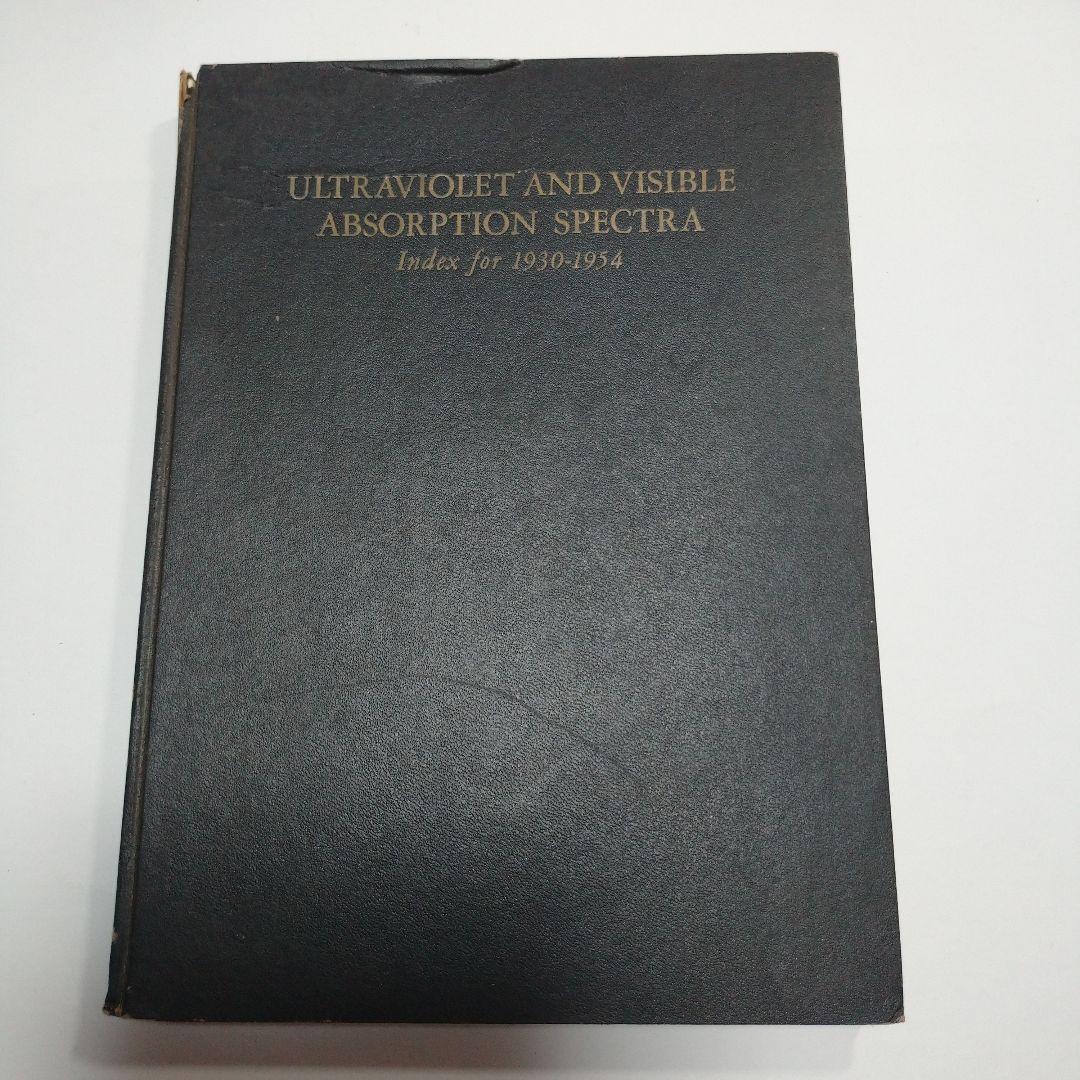 ULTRAVIOLET AND VISIBLE
ABSORPTION SPECTRA
Index for 1930-1954